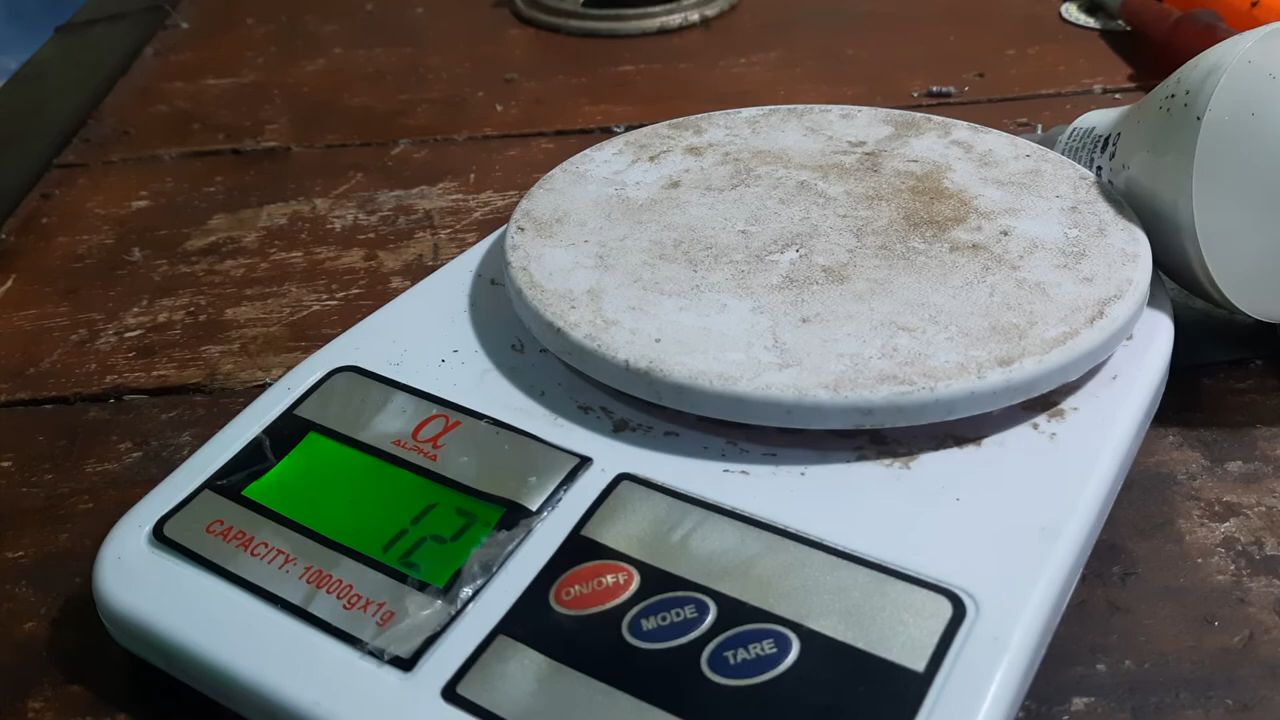 α
ALPHA
12
CAPACITY: 10000gx1g
ON/OFF
MODE
TARE